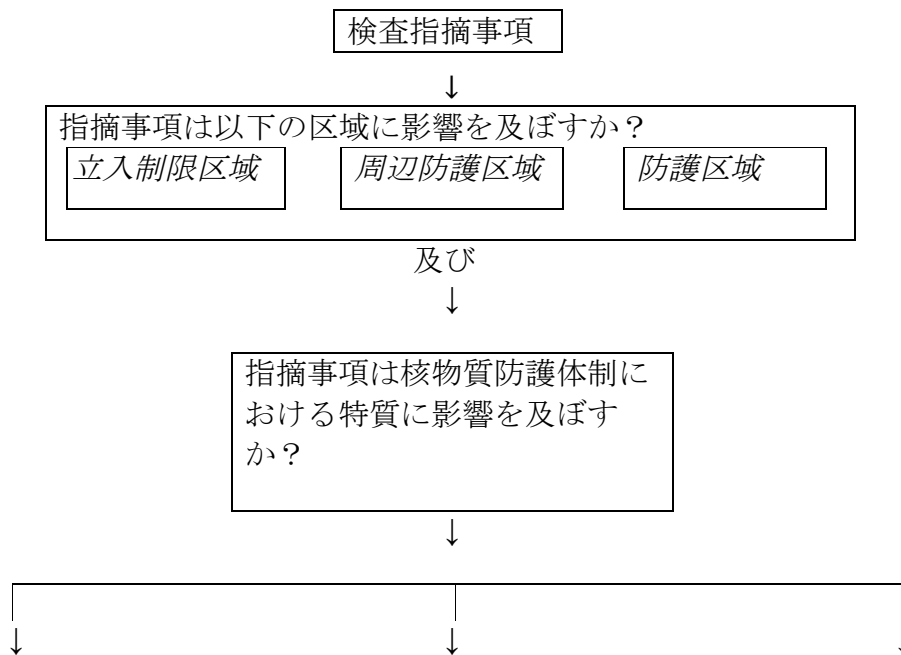 検査指摘事項
↓
指摘事項は以下の区域に影響を及ぼすか？
立入制限区域 周辺防護区域 防護区域
及び
↓
指摘事項は核物質防護体制に
おける特質に影響を及ぼす
か？
↓
↓ ↓